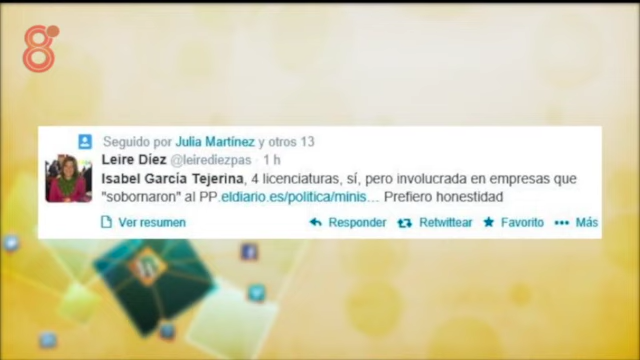 8
Seguido por Julia Martínez y otros 13
Leire Díez @leirediezpas · 1 h
Isabel García Tejerina, 4 licenciaturas, sí, pero involucrada en empresas que
"sobornaron" al PP.eldiario.es/politica/minis... Prefiero honestidad
Ver resumen Responder Retwittear Favorito Más